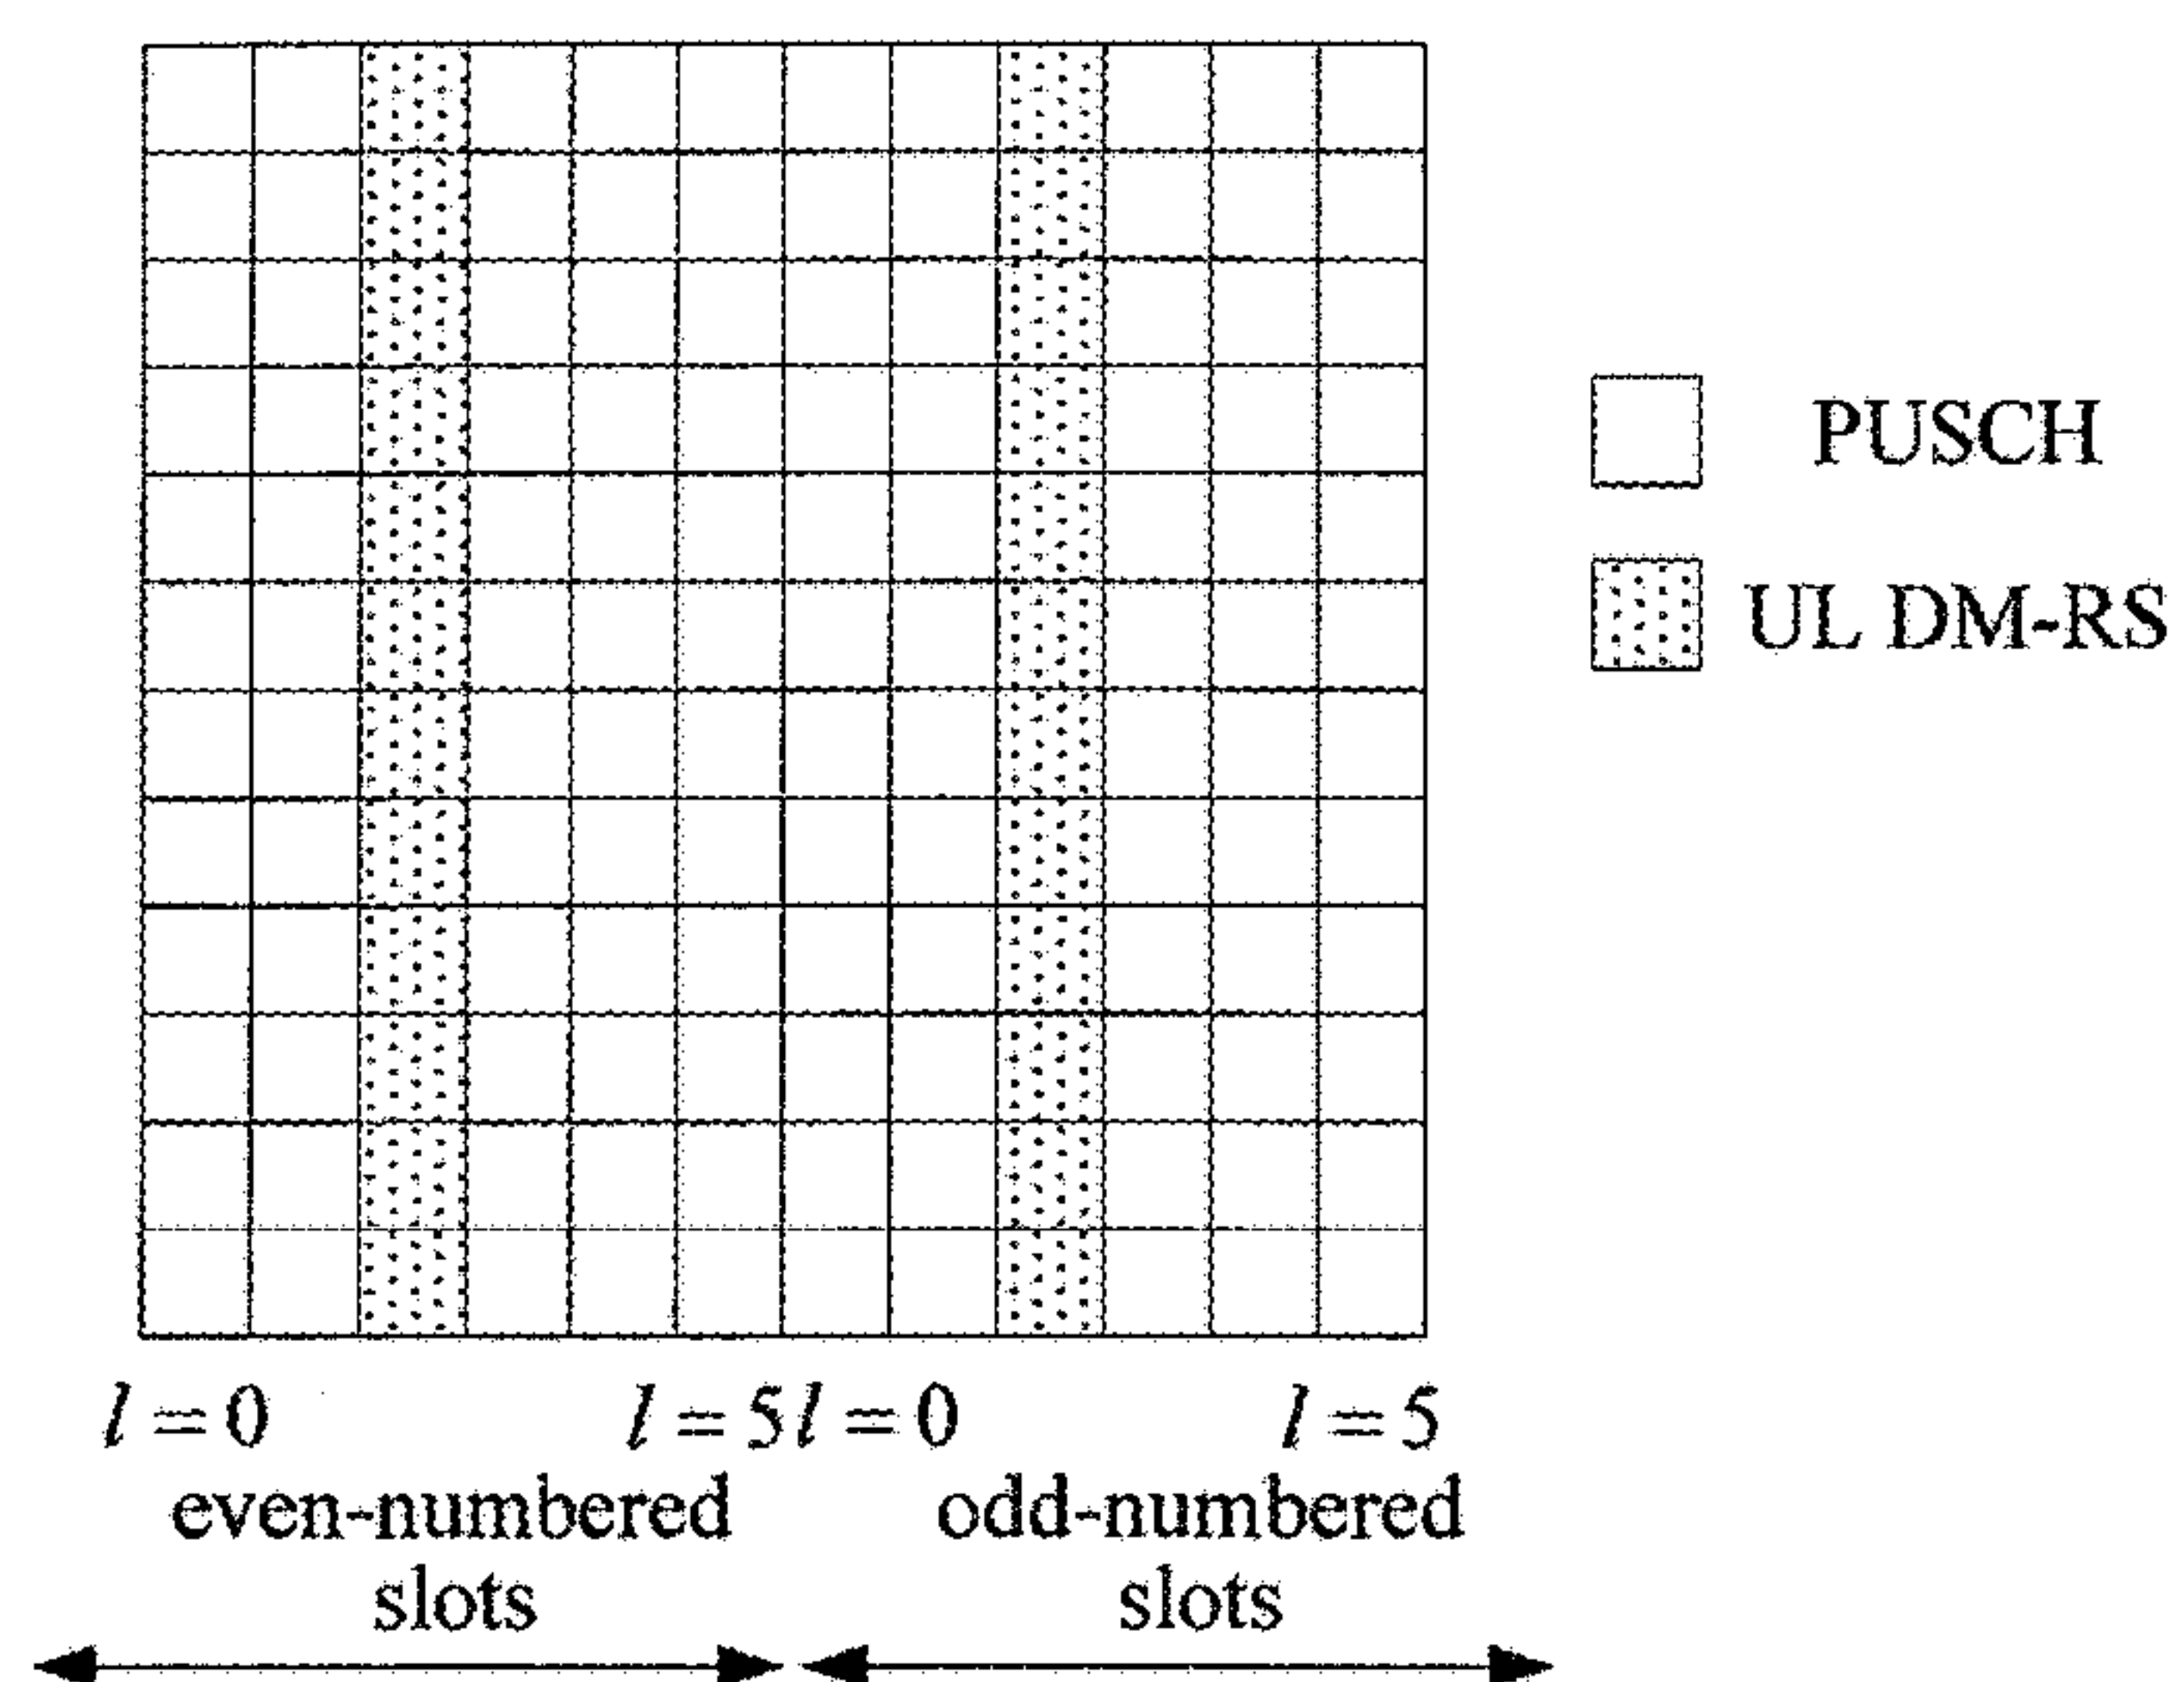 PUSCH
UL DM-RS
l = 0 l = 5 l = 0 l = 5
even-numbered slots
odd-numbered slots